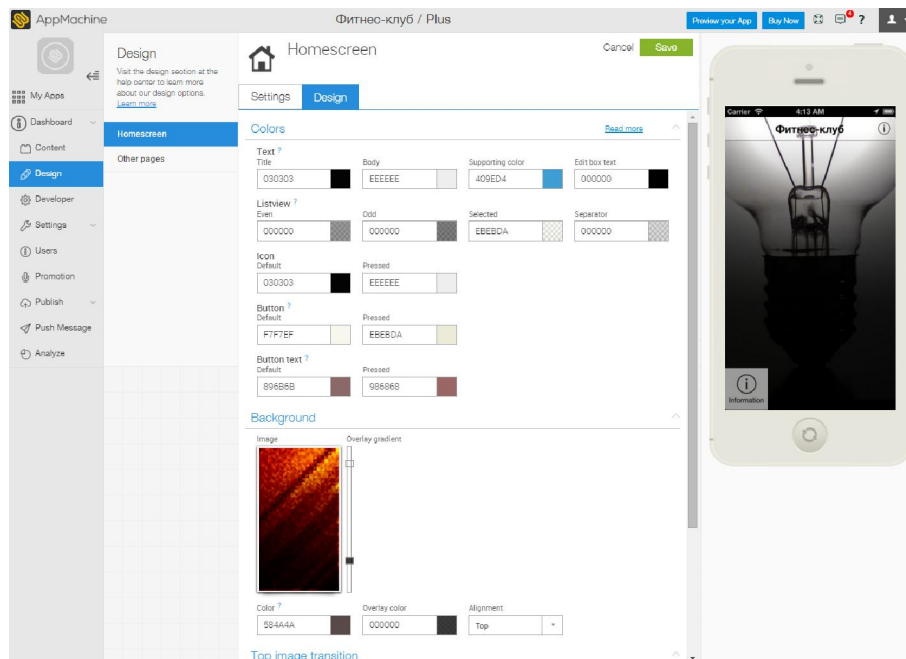 AppMachine
Фитнес-клуб / Plus
Preview your App
Buy Now
4
?
My Apps
Dashboard
Content
Design
Developer
Settings
Users
Promotion
Publish
Push Message
Analyze
Design
Visit the design section at the
help center to learn more
about our design options.
Learn more
Homescreen
Other pages
Homescreen
Cancel
Save
Settings
Design
Colors
Read more
Text ?
Title
Body
Supporting color
Edit box text
030303
EEEEEE
409ED4
000000
Listview ?
Even
Odd
Selected
Separator
000000
000000
EBEBDA
000000
Icon
Default
Pressed
030303
EEEEEE
Button ?
Default
Pressed
F7F7EF
EBEBDA
Button text ?
Default
Pressed
896B6B
986868
Background
Image
Overlay gradient
Color ?
Overlay color
Alignment
584A4A
000000
Top
Top image transition
Carrier
4:13 AM
Фитнес-клуб
Information